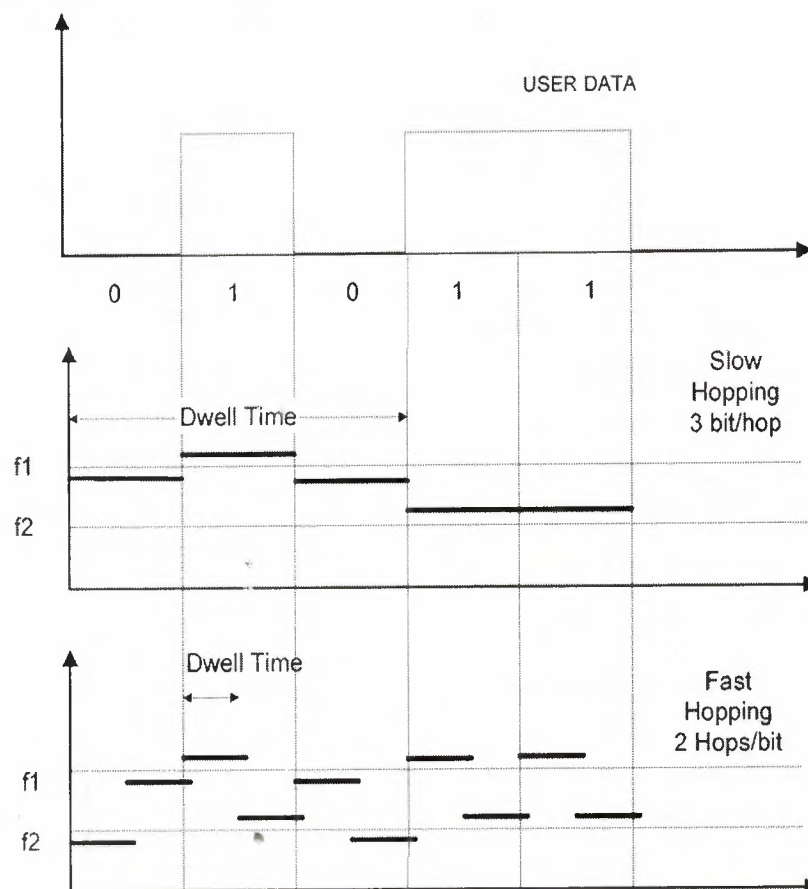 USER DATA
0 1 0 1 1
Slow
Hopping
3 bit/hop
Dwell Time
f1
f2
Dwell Time
Fast
Hopping
2 Hops/bit
f1
f2